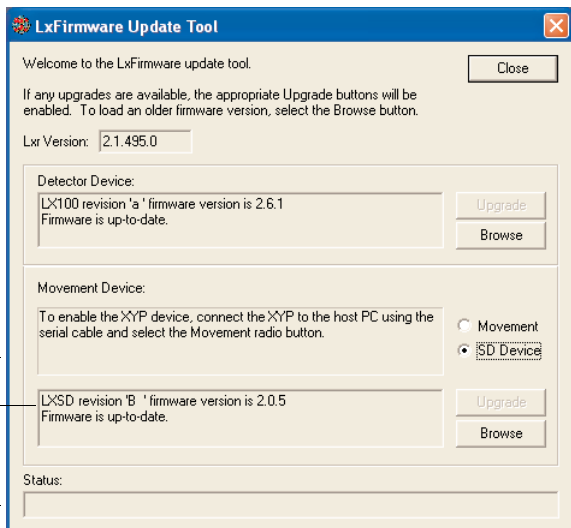 LxFirmware Update Tool
Welcome to the LxFirmware update tool.
Close
If any upgrades are available, the appropriate Upgrade buttons will be
enabled. To load an older firmware version, select the Browse button.
Lxr Version: 2.1.495.0
Detector Device:
LX100 revision 'a ' firmware version is 2.6.1
Firmware is up-to-date.
Upgrade
Browse
Movement Device:
To enable the XYP device, connect the XYP to the host PC using the
serial cable and select the Movement radio button.
Movement
SD Device
LXSD revision 'B  ' firmware version is 2.0.5
Firmware is up-to-date.
Upgrade
Browse
Status: